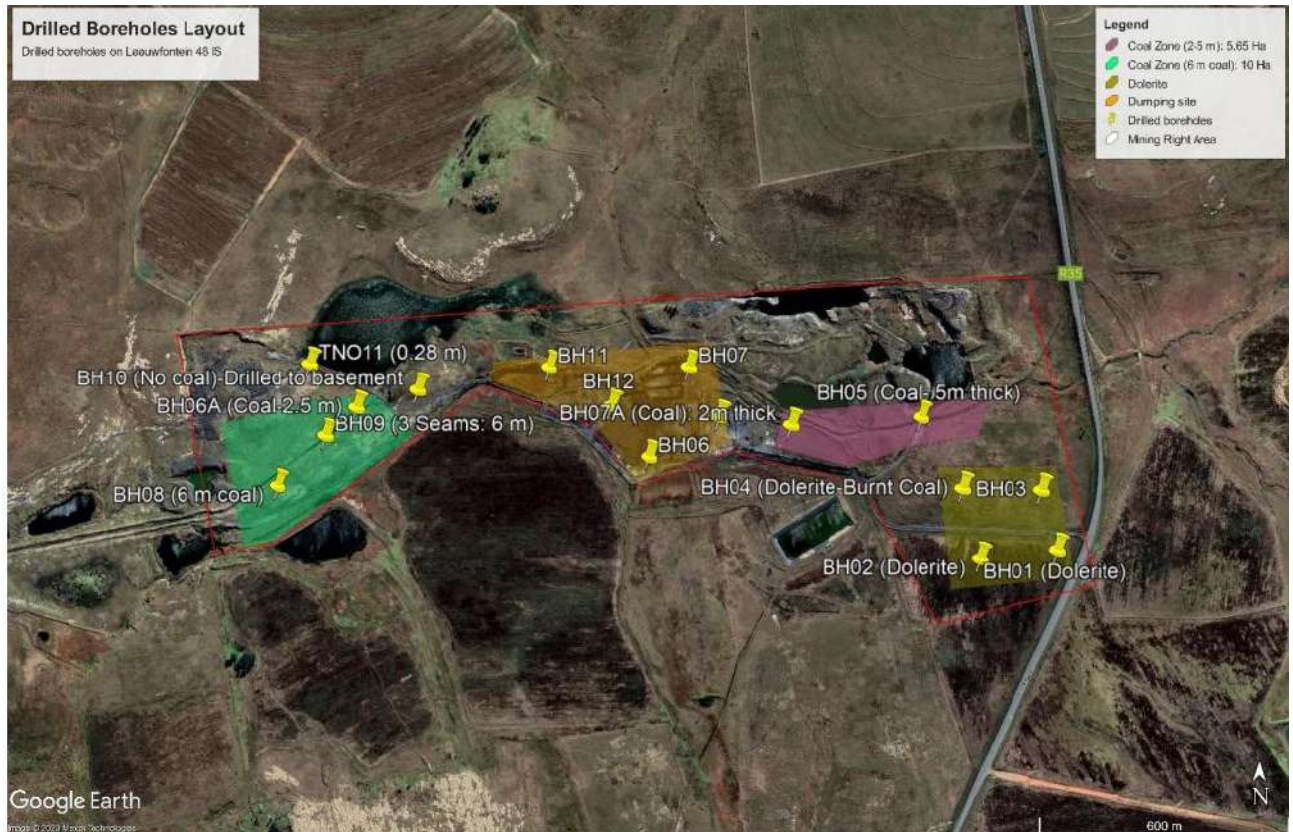 Drilled Boreholes Layout
Drilled boreholes on Leeuwfontein 48 IS
Legend
Coal Zone (2-5 m): 5.65 Ha
Coal Zone (6 m coal): 10 Ha
Dolerite
Dumping site
Drilled boreholes
Mining Right Area
R35
TNO11 (0.28 m)
BH11
BH07
BH10 (No coal)-Drilled to basement
BH12
BH05 (Coal-.5m thick)
BH06A (Coal-2.5 m)
BH07A (Coal): 2m thick
BH09 (3 Seams: 6 m)
BH06
BH08 (6 m coal)
BH04 (Dolerite-Burnt Coal)
BH03
BH02 (Dolerite)
BH01 (Dolerite)
Google Earth
Image © 2023 Maxar Technologies
N
600 m